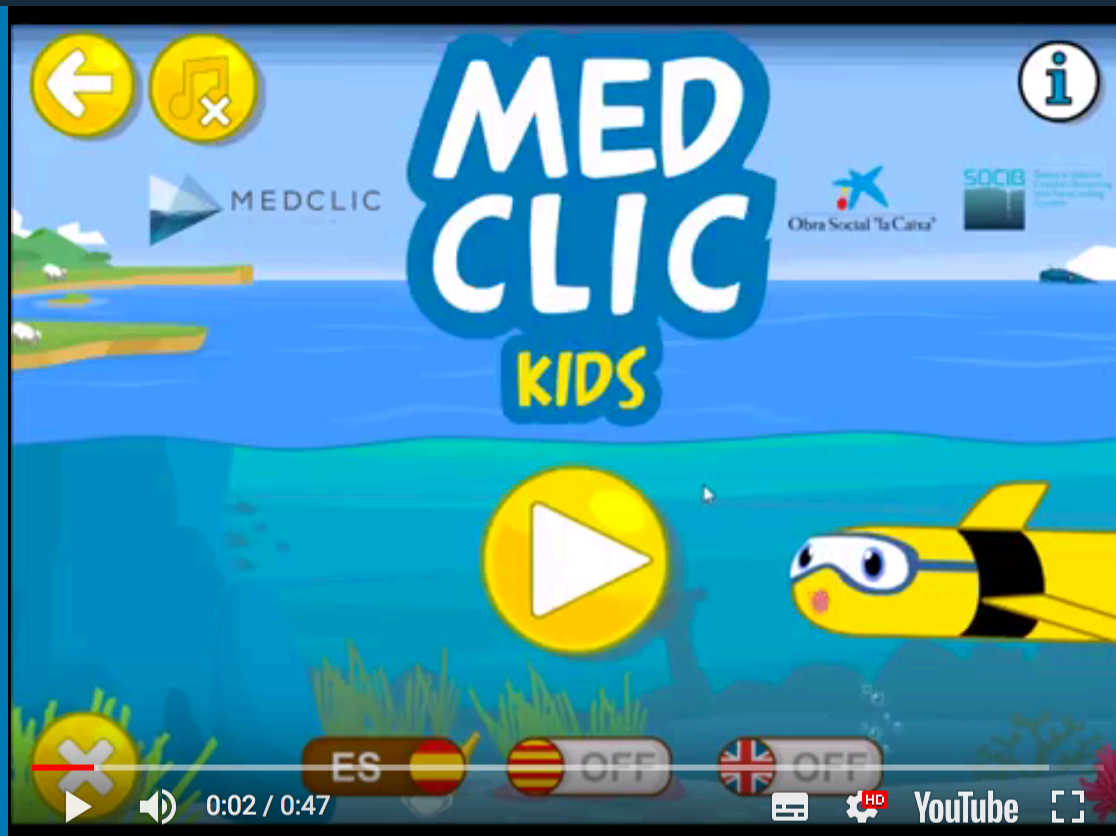 MED
CLIC
KIDS
MEDCLIC
Obra Social "la Caixa"
SOCIB
ES
OFF
OFF
0:02 / 0:47
HD
YouTube